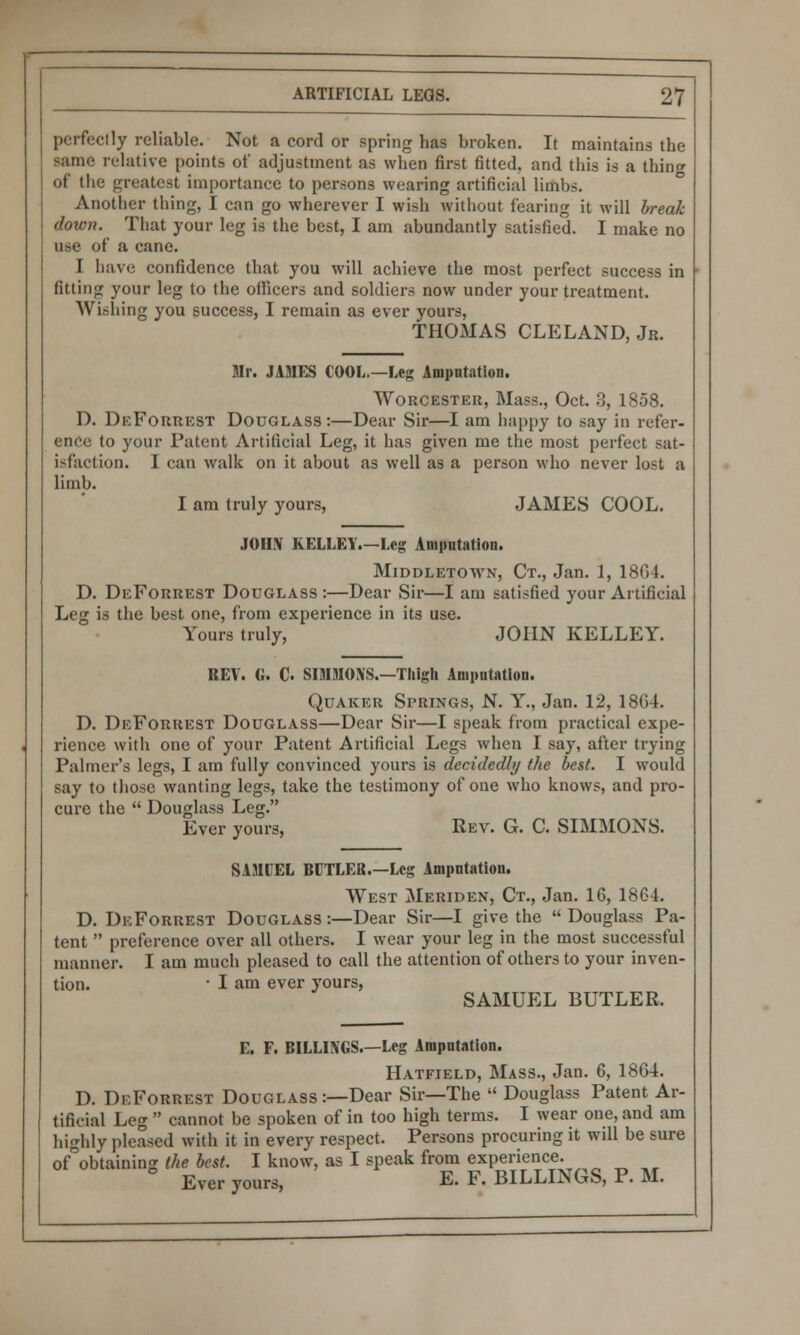 ARTIFICIAL LEGS. 27
perfectly reliable. Not a cord or spring has broken. It maintains the
same relative points of adjustment as when first fitted, and this is a thing
of the greatest importance to persons wearing artificial limbs.
Another thing, I can go wherever I wish without fearing it will break
down. That your leg is the best, I am abundantly satisfied. I make no
use of a cane.
I have confidence that you will achieve the most perfect success in
fitting your leg to the officers and soldiers now under your treatment.
Wishing you success, I remain as ever yours,
THOMAS CLELAND, Jr.
Mr. JAMES COOL.—Leg Amputation.
Worcester, Mass., Oct. 3, 1858.
D. DeForrest Douglass:—Dear Sir—I am happy to say in refer-
ence to your Patent Artificial Leg, it has given me the most perfect sat-
isfaction. I can walk on it about as well as a person who never lost a
limb.
I am truly yours, JAMES COOL.
JOHN KELLEY.—Leg Amputation.
Middletown, Ct., Jan. 1, 1864.
D. DeForrest Douglass:—Dear Sir—I am satisfied your Artificial
Leg is the best one, from experience in its use.
Yours truly, JOHN KELLEY.
REV. G. C. SIMMONS.—Thigh Amputation.
Quaker Springs, N. Y., Jan. 12, 1864.
D. DeForrest Douglass—Dear Sir—I speak from practical expe-
rience with one of your Patent Artificial Legs when I say, after trying
Palmer's legs, I am fully convinced yours is decidedly the best. I would
say to those wanting legs, take the testimony of one who knows, and pro-
cure the " Douglass Leg."
Ever yours, Rev. G. C. SIMMONS.
SAMUEL BUTLER.—Leg Amputation.
West Meriden, Ct., Jan. 16, 1864.
D. DeForrest Douglass:—Dear Sir—I give the " Douglass Pa-
tent " preference over all others. I wear your leg in the most successful
manner. I am much pleased to call the attention of others to your inven-
tion. I am ever yours,
SAMUEL BUTLER.
E. F. BILLINGS.—Leg Amputation.
Hatfield, Mass., Jan. 6, 1864.
D. DeForrest Douglass:—Dear Sir—The " Douglass Patent Ar-
tificial Leg " cannot be spoken of in too high terms. I wear one, and am
highly pleased with it in every respect. Persons procuring it will be sure
of obtaining the best. I know, as I speak from experience.
Ever yours, E. F. BILLINGS, P. M.